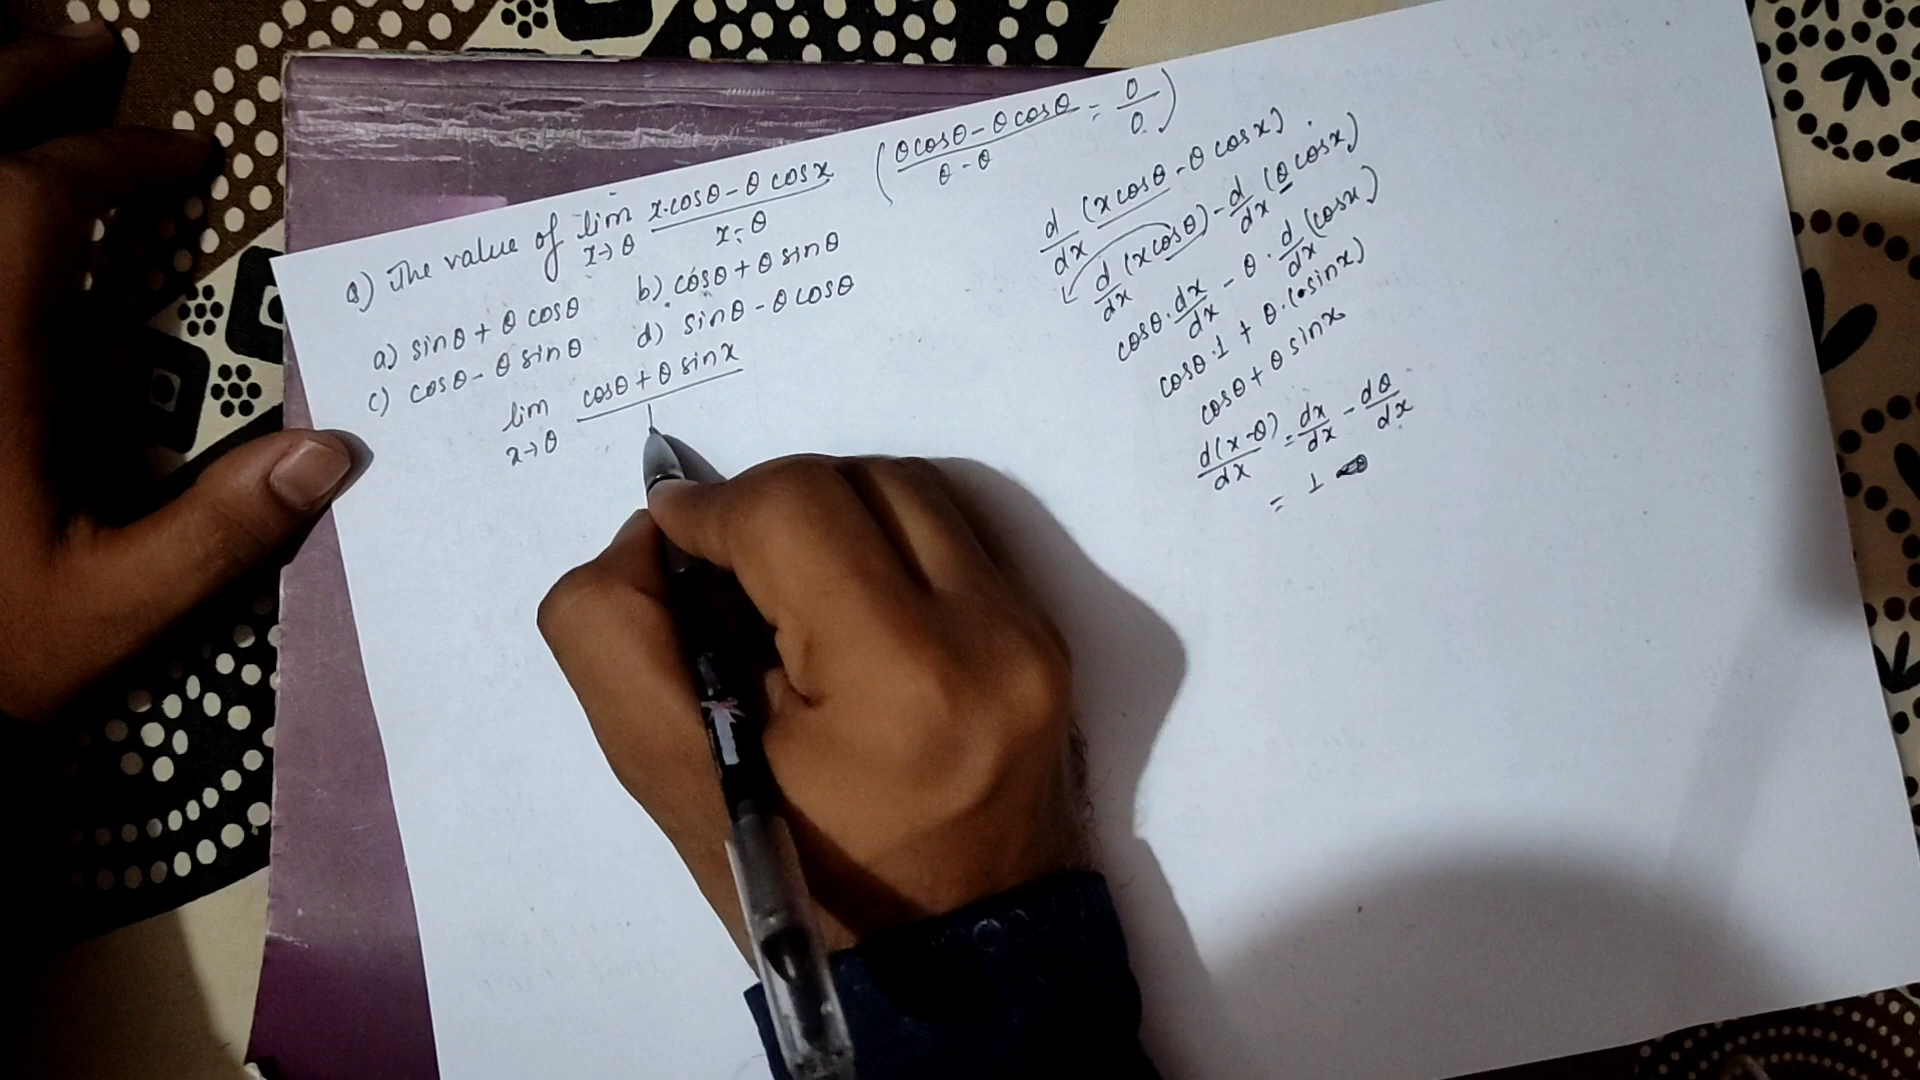 Q) The value of lim x→θ x.cosθ - θ cosx / x-θ (θcosθ - θcosθ / θ-θ = 0/0)
a) sinθ + θ cosθ b) cosθ + θ sinθ
c) cosθ - θ sinθ d) sinθ - θ cosθ
lim x→θ cosθ + θ sinx / 1
d/dx (x cosθ - θ cosx)
d/dx (x cosθ) - d/dx (θ cosx)
cosθ . dx/dx - θ . d/dx (cosx)
cosθ . 1 + θ . (sinx)
cosθ + θ sinx
d(x-θ)/dx = dx/dx - dθ/dx
= 1